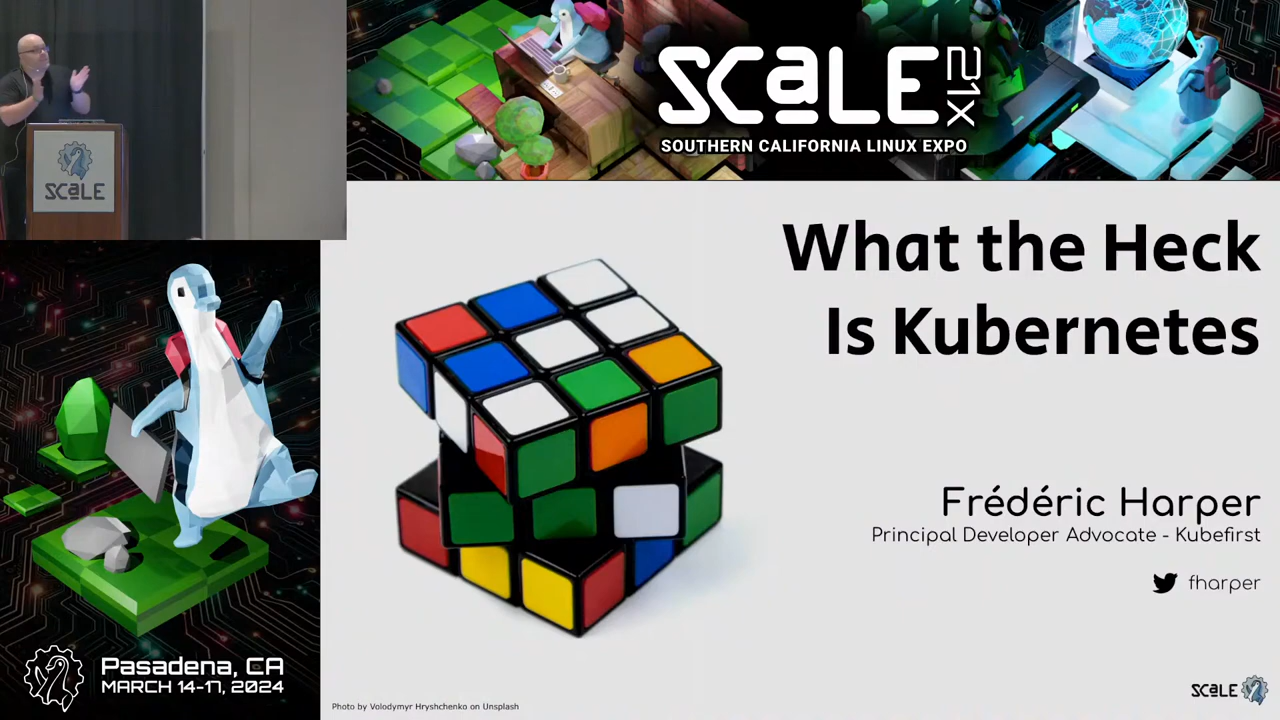 SCaLE
SCaLE 21X
SOUTHERN CALIFORNIA LINUX EXPO
What the Heck
Is Kubernetes
Frédéric Harper
Principal Developer Advocate - Kubefirst
fharper
Pasadena, CA
MARCH 14-17, 2024
Photo by Volodymyr Hryshchenko on Unsplash
SCaLE